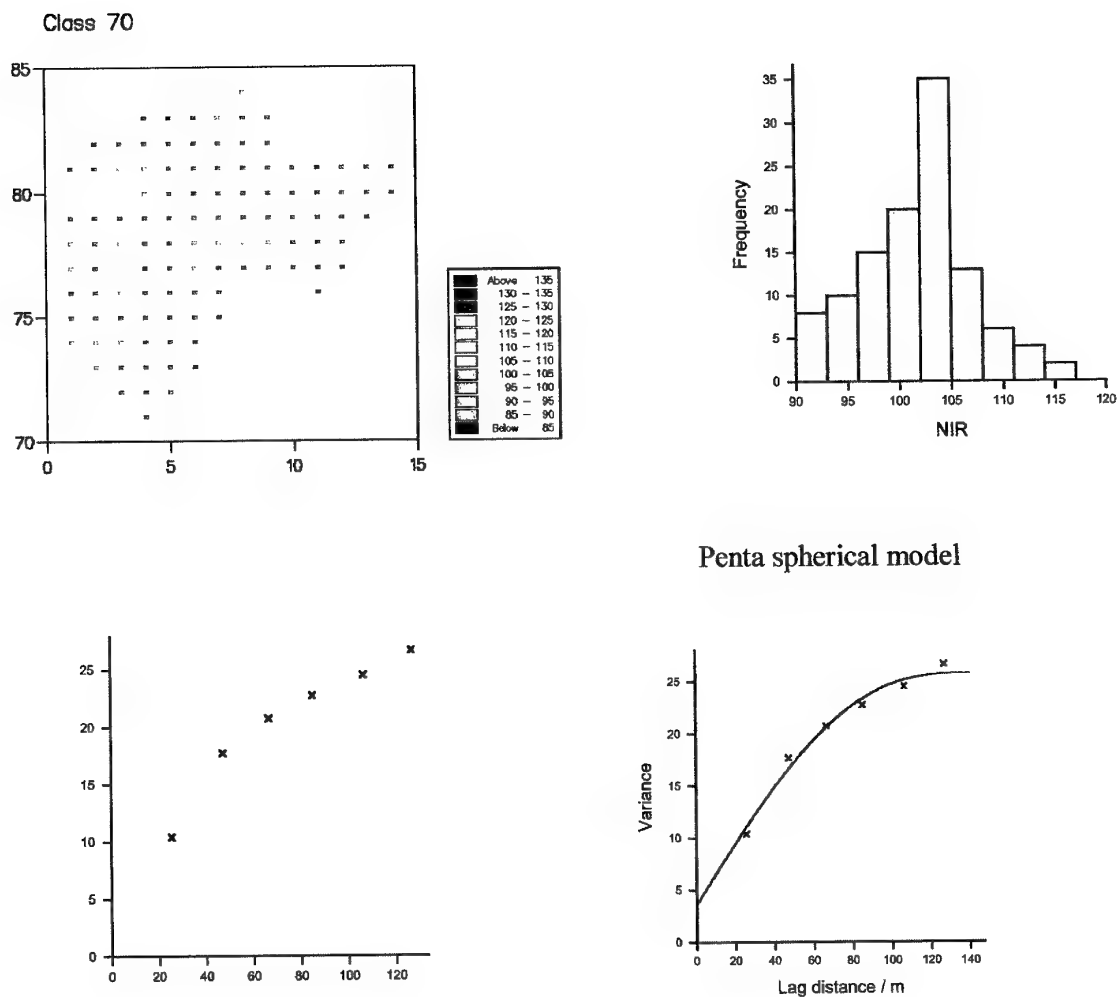 Class 70
85
80
75
70
0 5 10 15
Above 135
130 – 135
125 – 130
120 – 125
115 – 120
110 – 115
105 – 110
100 – 105
95 – 100
90 – 95
85 – 90
Below 85
Frequency
35
30
25
20
15
10
5
0
90 95 100 105 110 115 120
NIR
25
20
15
10
5
0
0 20 40 60 80 100 120
Penta spherical model
Variance
25
20
15
10
5
0
0 20 40 60 80 100 120 140
Lag distance / m